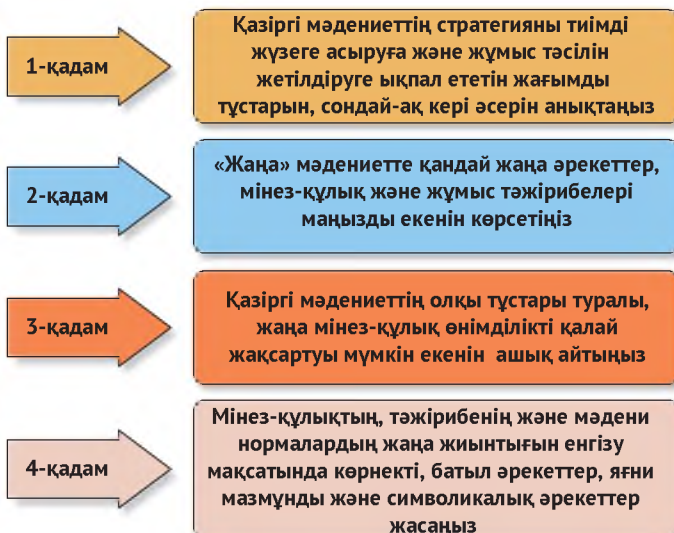 1-қадам
Қазіргі мәдениеттің стратегияны тиімді
жүзеге асыруға және жұмыс тәсілін
жетілдіруге ықпал ететін жағымды
тұстарын, сондай-ақ кері әсерін анықтаңыз
2-қадам
«Жаңа» мәдениетте қандай жаңа әрекеттер,
мінез-құлық және жұмыс тәжірибелері
маңызды екенін көрсетіңіз
3-қадам
Қазіргі мәдениеттің олқы тұстары туралы,
жаңа мінез-құлық өнімділікті қалай
жақсартуы мүмкін екенін ашық айтыңыз
4-қадам
Мінез-құлықтың, тәжірибенің және мәдени
нормалардың жаңа жиынтығын енгізу
мақсатында көрнекті, батыл әрекеттер, яғни
мазмұнды және символикалық әрекеттер
жасаңыз